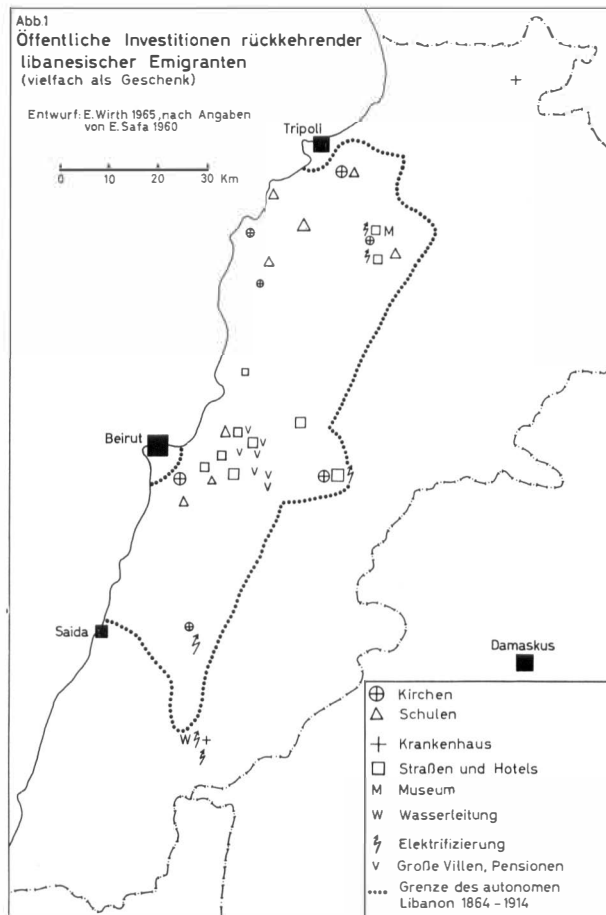 Abb.1
Öffentliche Investitionen rückkehrender
libanesischer Emigranten
(vielfach als Geschenk)
Entwurf: E. Wirth 1965, nach Angaben
von E. Safa 1960
0 10 20 30 Km
Tripoli
M
Beirut
Saida
Damaskus
W
Kirchen
Schulen
Krankenhaus
Straßen und Hotels
M Museum
W Wasserleitung
Elektrifizierung
v Große Villen, Pensionen
Grenze des autonomen
Libanon 1864 - 1914